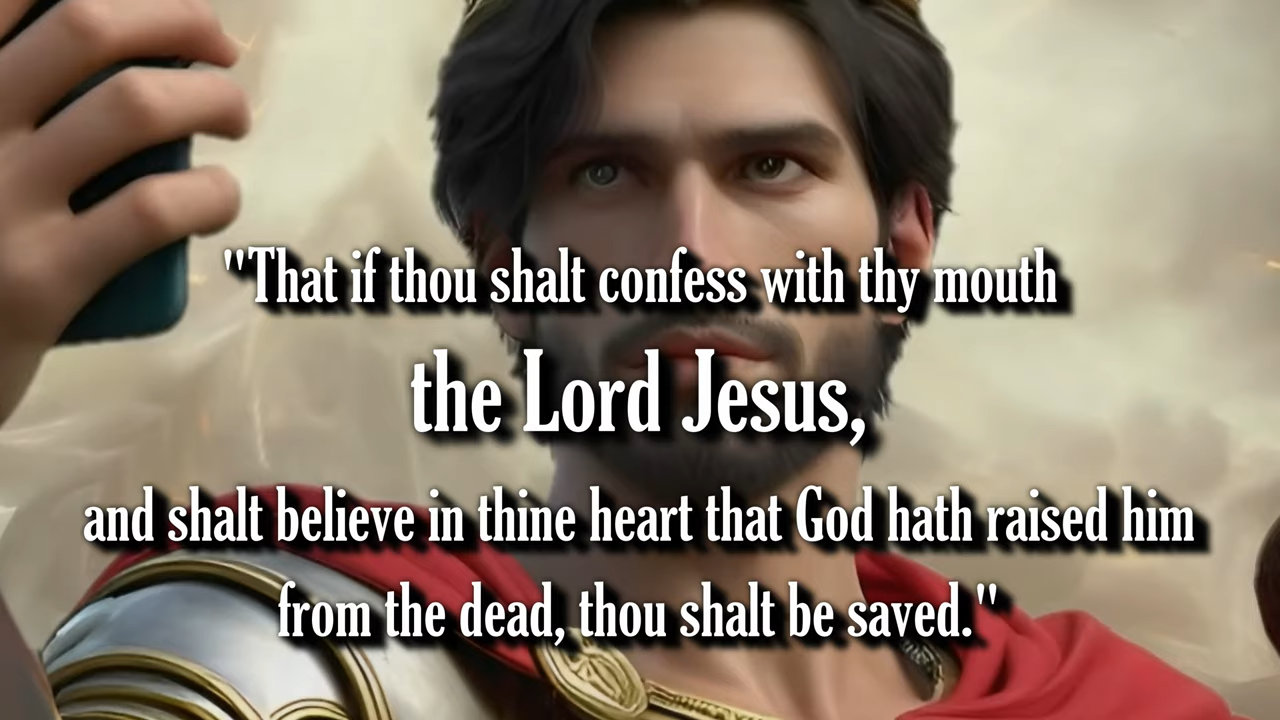 "That if thou shalt confess with thy mouth
the Lord Jesus,
and shalt believe in thine heart that God hath raised him
from the dead, thou shalt be saved."